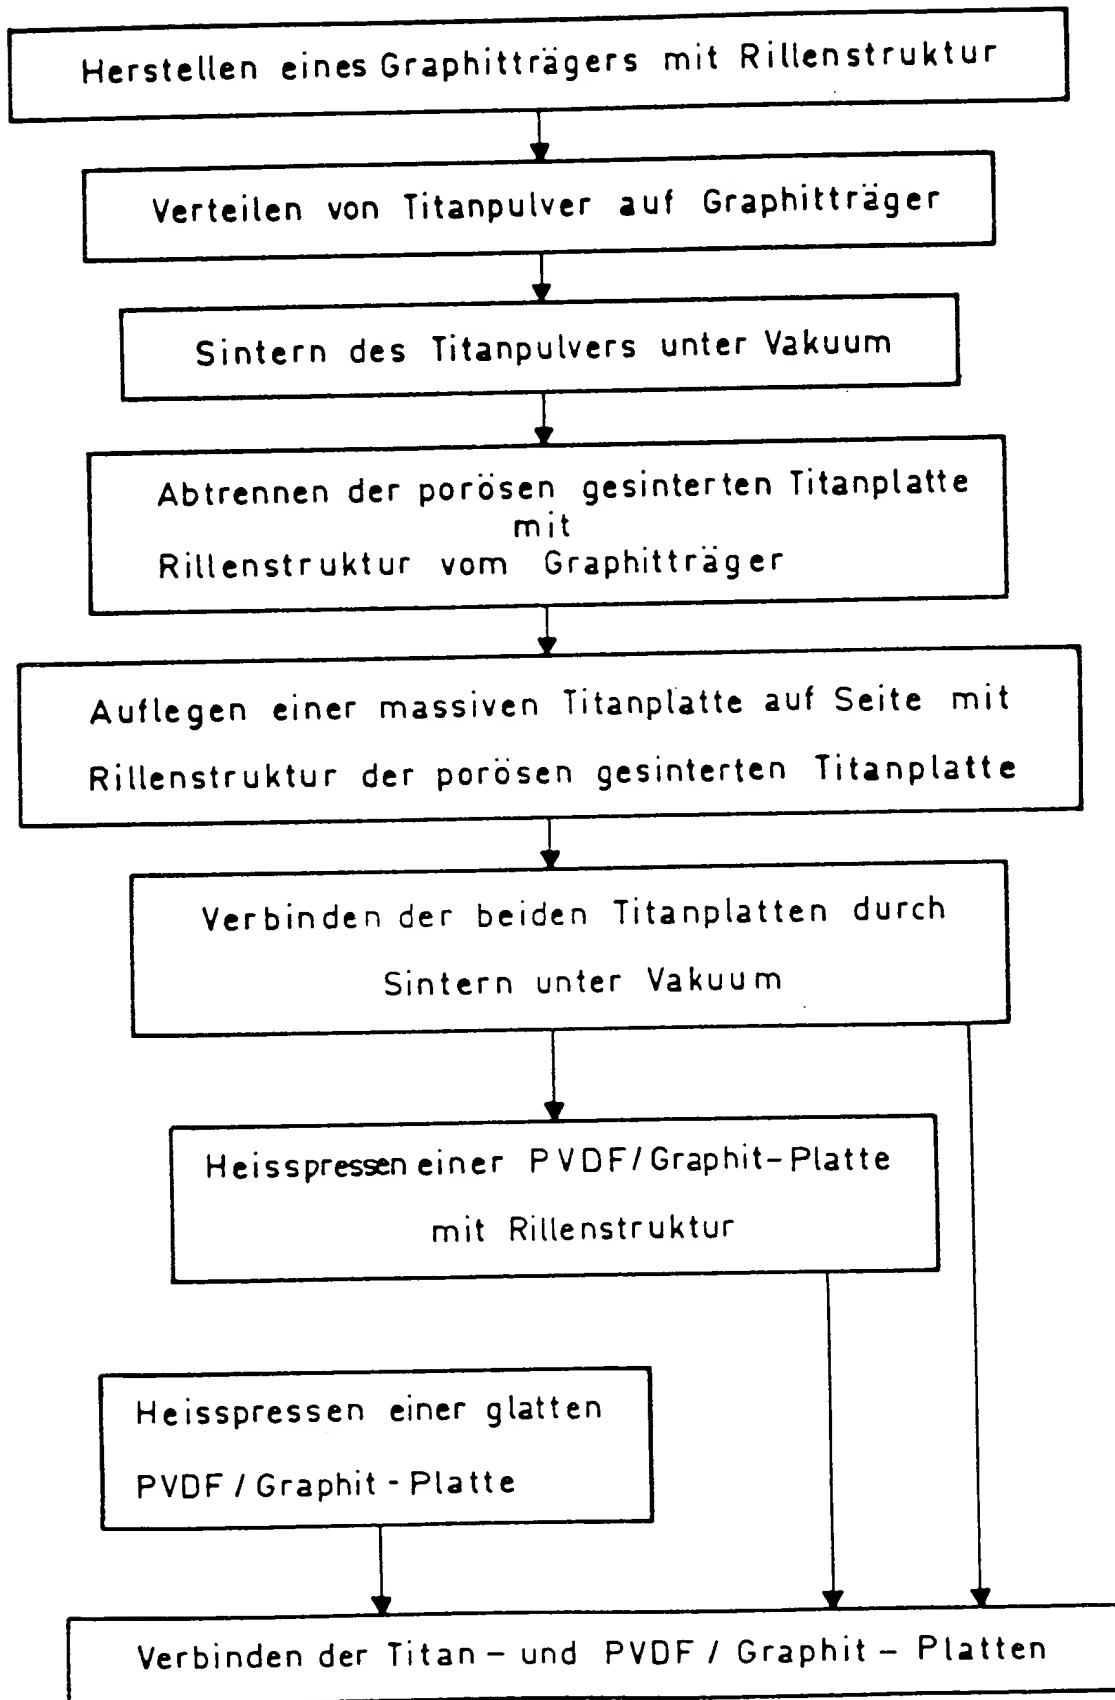 Herstellen eines Graphitträgers mit Rillenstruktur
Verteilen von Titanpulver auf Graphitträger
Sintern des Titanpulvers unter Vakuum
Abtrennen der porösen gesinterten Titanplatte
mit
Rillenstruktur vom Graphitträger
Auflegen einer massiven Titanplatte auf Seite mit
Rillenstruktur der porösen gesinterten Titanplatte
Verbinden der beiden Titanplatten durch
Sintern unter Vakuum
Heisspressen einer PVDF/Graphit-Platte
mit Rillenstruktur
Heisspressen einer glatten
PVDF / Graphit - Platte
Verbinden der Titan - und PVDF / Graphit - Platten